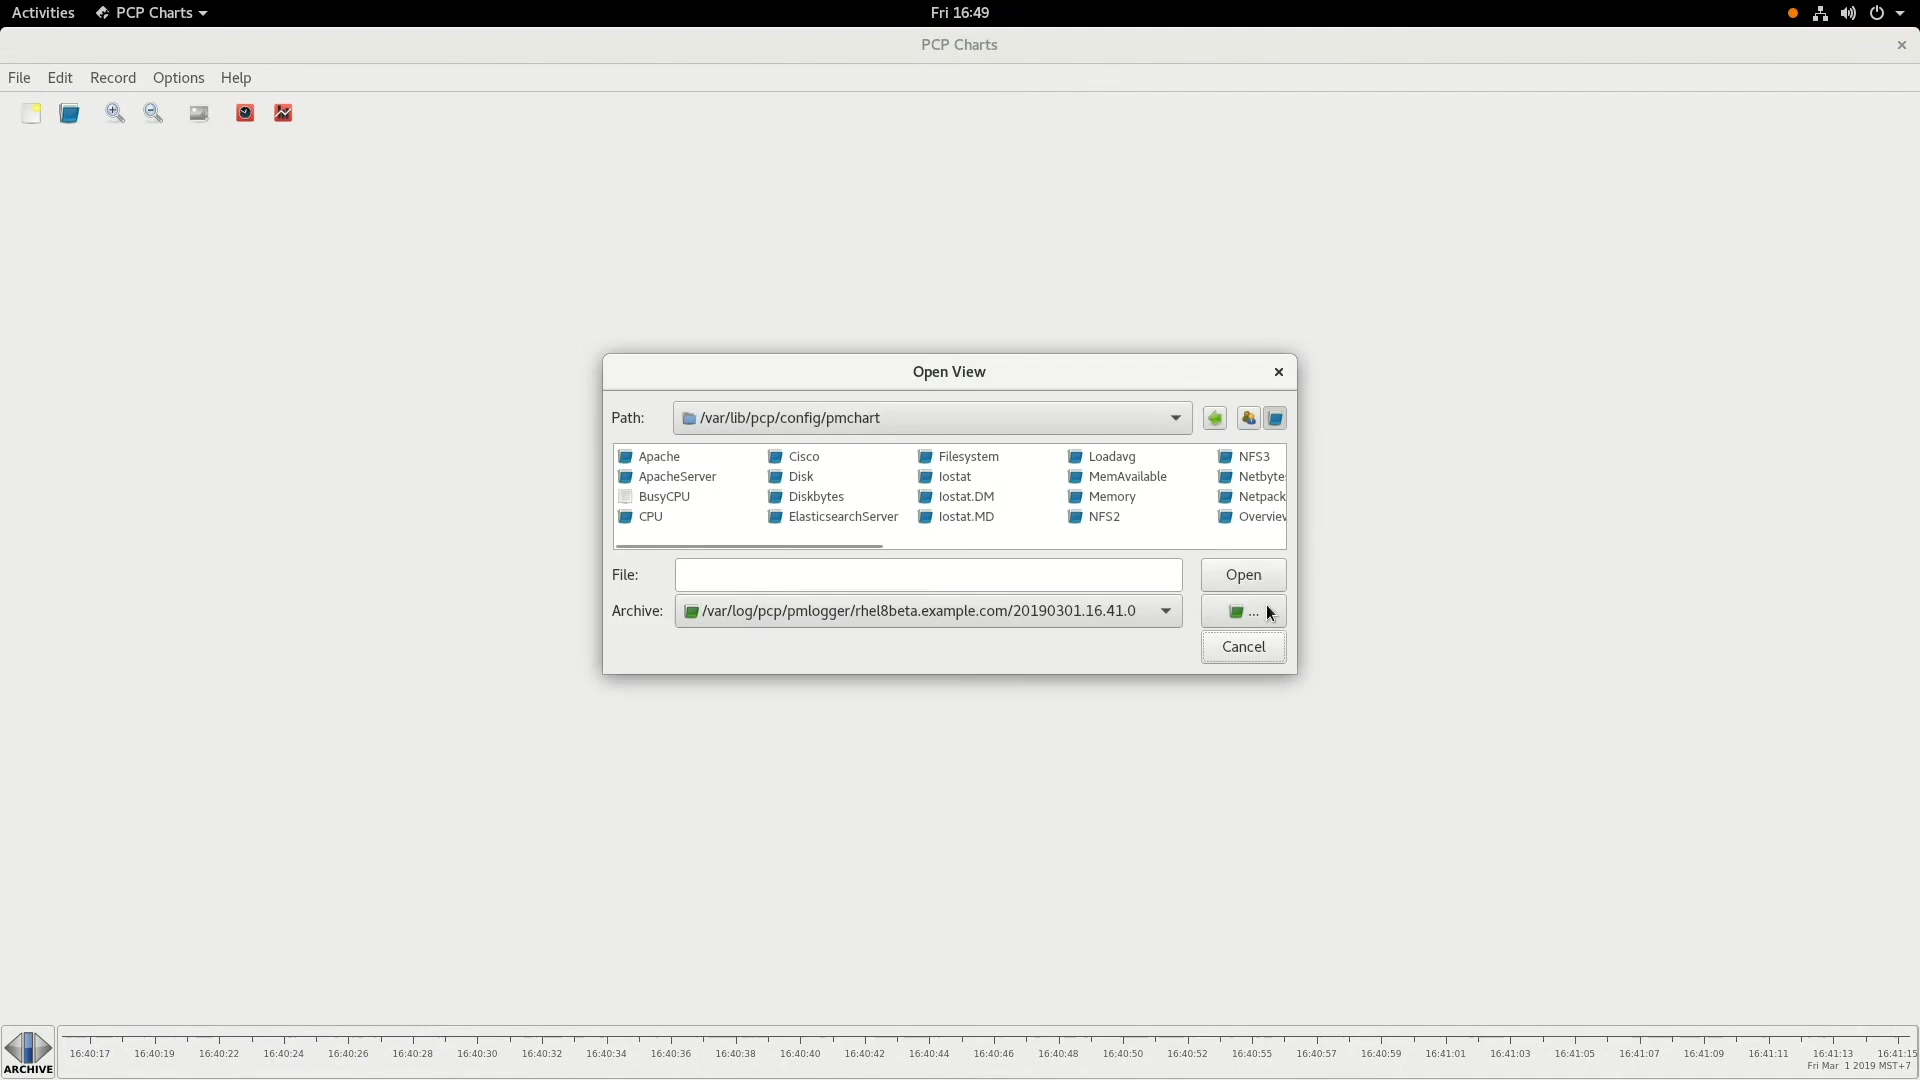 Activities PCP Charts Fri 16:49
PCP Charts
File Edit Record Options Help
Open View
Path: /var/lib/pcp/config/pmchart
Apache Cisco Filesystem Loadavg NFS3
ApacheServer Disk Iostat MemAvailable Netbyte
BusyCPU Diskbytes Iostat.DM Memory Netpack
CPU ElasticsearchServer Iostat.MD NFS2 Overview
File: Open
Archive: /var/log/pcp/pmlogger/rhel8beta.example.com/20190301.16.41.0 ...
Cancel
16:40:17 16:40:19 16:40:22 16:40:24 16:40:26 16:40:28 16:40:30 16:40:32 16:40:34 16:40:36 16:40:38 16:40:40 16:40:42 16:40:44 16:40:46 16:40:48 16:40:50 16:40:52 16:40:55 16:40:57 16:40:59 16:41:01 16:41:03 16:41:05 16:41:07 16:41:09 16:41:11 16:41:13 16:41:15
ARCHIVE Fri Mar 1 2019 MST+7